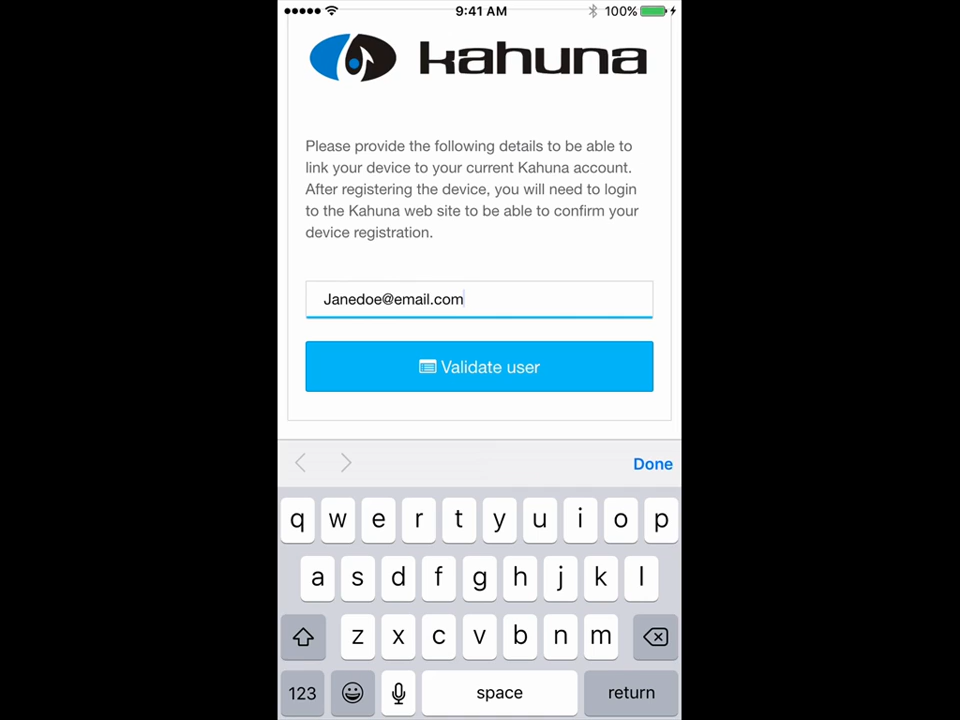 9:41 AM 100%
kahuna
Please provide the following details to be able to
link your device to your current Kahuna account.
After registering the device, you will need to login
to the Kahuna web site to be able to confirm your
device registration.
Janedoe@email.com
Validate user
Done
q w e r t y u i o p
a s d f g h j k l
z x c v b n m
123 space return